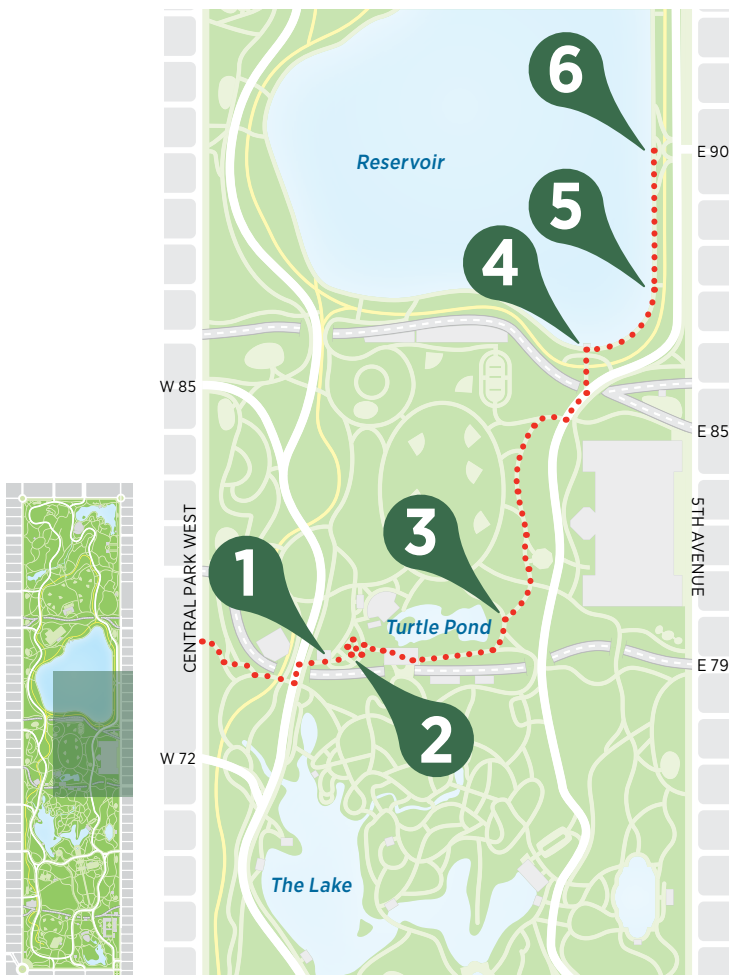 6
Reservoir
E 90
5
4
W 85
E 85
CENTRAL PARK WEST
5TH AVENUE
3
1
Turtle Pond
E 79
2
W 72
The Lake